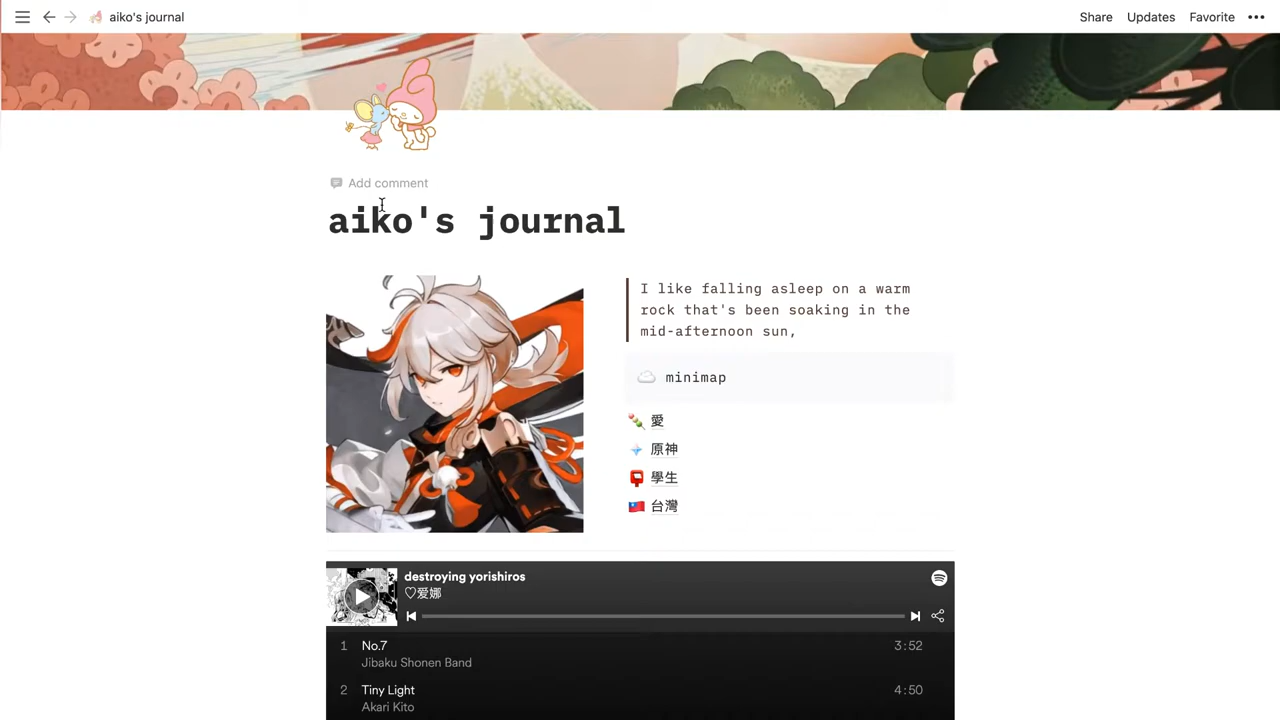 aiko's journal
Share
Updates
Favorite
Add comment
aiko's journal
I like falling asleep on a warm
rock that's been soaking in the
mid-afternoon sun,
minimap
愛
原神
學生
台灣
destroying yorishiros
♡爱娜
1 No.7 3:52
Jibaku Shonen Band
2 Tiny Light 4:50
Akari Kito